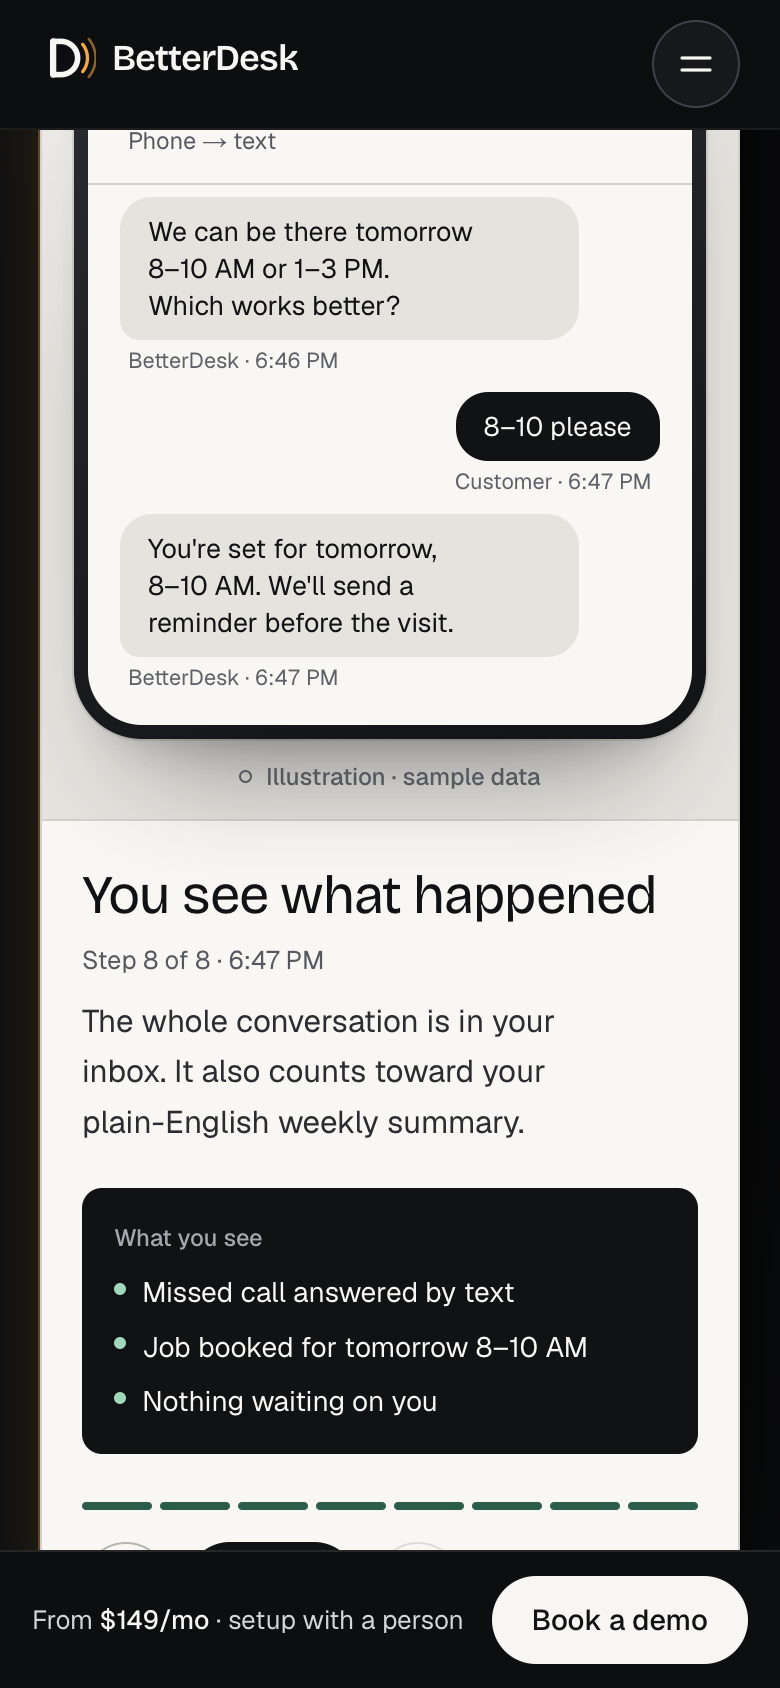 BetterDesk
Phone → text
We can be there tomorrow
8–10 AM or 1–3 PM.
Which works better?
BetterDesk · 6:46 PM
8–10 please
Customer · 6:47 PM
You're set for tomorrow,
8–10 AM. We'll send a
reminder before the visit.
BetterDesk · 6:47 PM
Illustration · sample data
You see what happened
Step 8 of 8 · 6:47 PM
The whole conversation is in your
inbox. It also counts toward your
plain-English weekly summary.
What you see
Missed call answered by text
Job booked for tomorrow 8–10 AM
Nothing waiting on you
From $149/mo · setup with a person
Book a demo